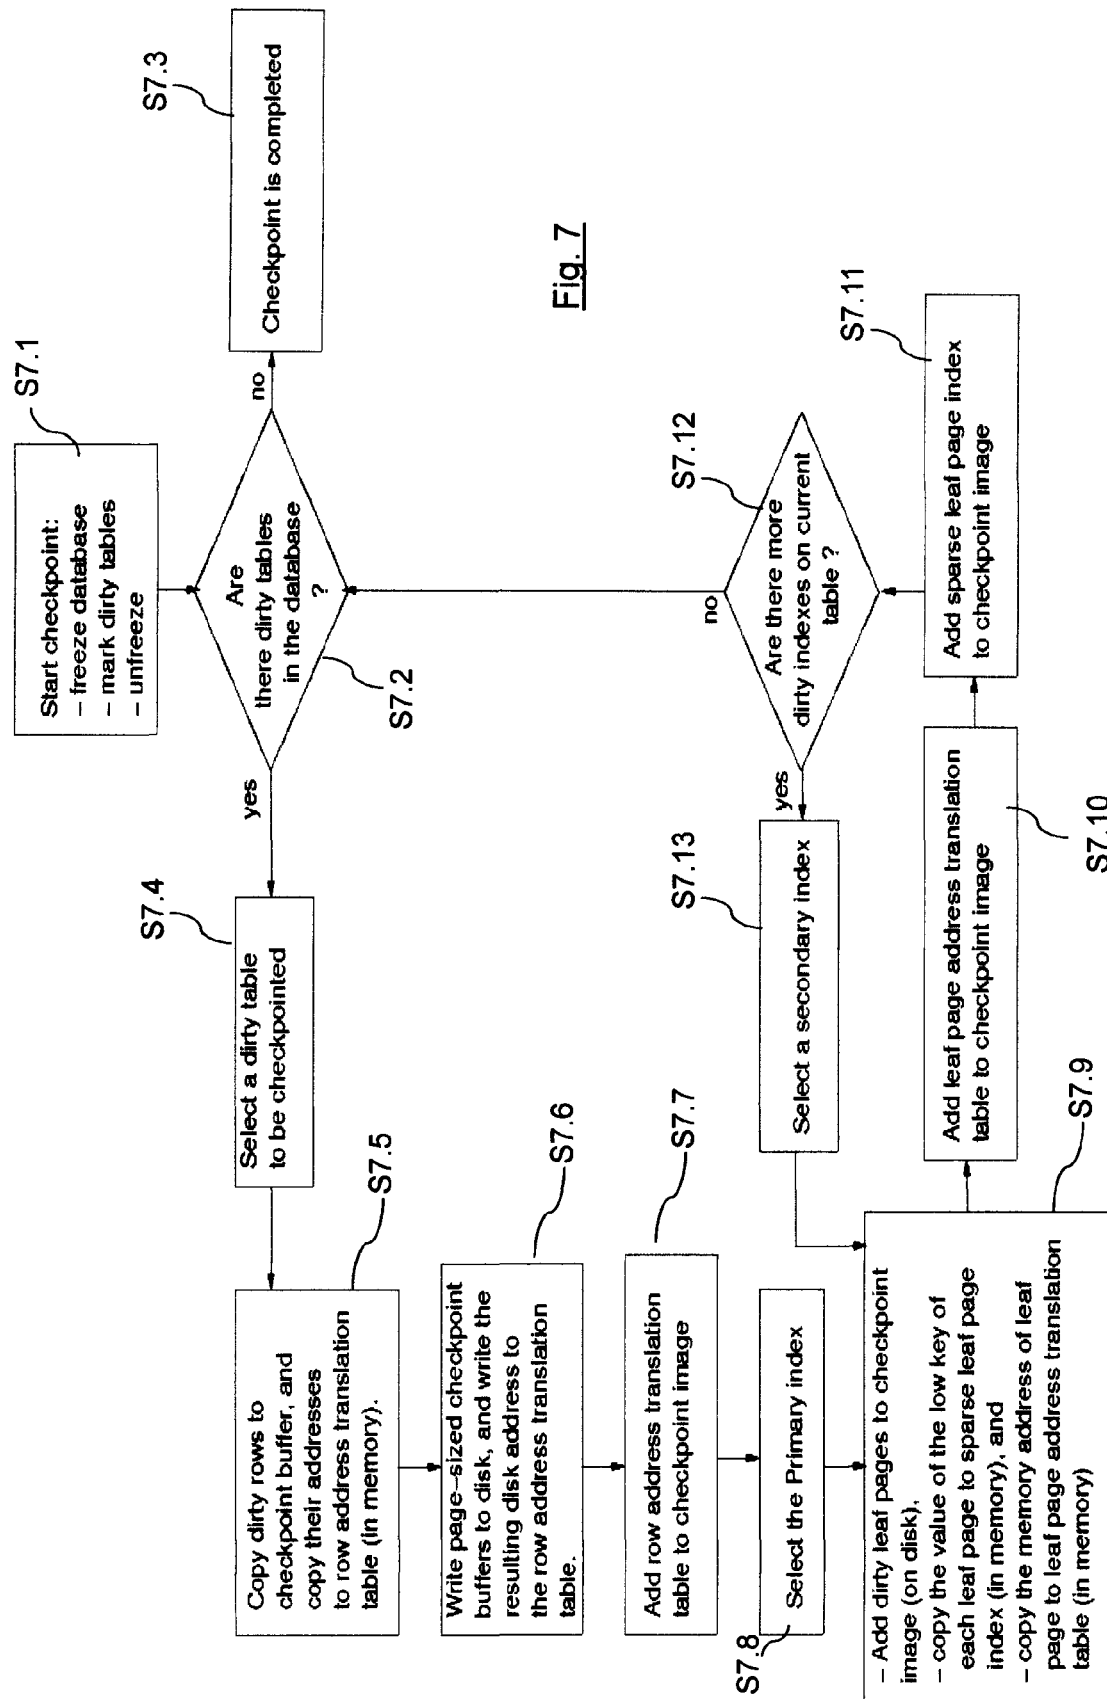 S7.1
Start checkpoint:
– freeze database
– mark dirty tables
– unfreeze
S7.2
Are
there dirty tables
in the database
?
no
S7.3
Checkpoint is completed
yes
S7.4
Select a dirty table
to be checkpointed
S7.5
Copy dirty rows to
checkpoint buffer, and
copy their addresses
to row address translation
table (in memory).
S7.6
Write page–sized checkpoint
buffers to disk, and write the
resulting disk address to
the row address translation
table.
S7.7
Add row address translation
table to checkpoint image
S7.8
Select the Primary index
S7.9
– Add dirty leaf pages to checkpoint
image (on disk),
– copy the value of the low key of
each leaf page to sparse leaf page
index (in memory), and
– copy the memory address of leaf
page to leaf page address translation
table (in memory)
S7.10
Add leaf page address translation
table to checkpoint image
S7.11
Add sparse leaf page index
to checkpoint image
S7.12
Are there more
dirty indexes on current
table ?
no
yes
S7.13
Select a secondary index
Fig. 7